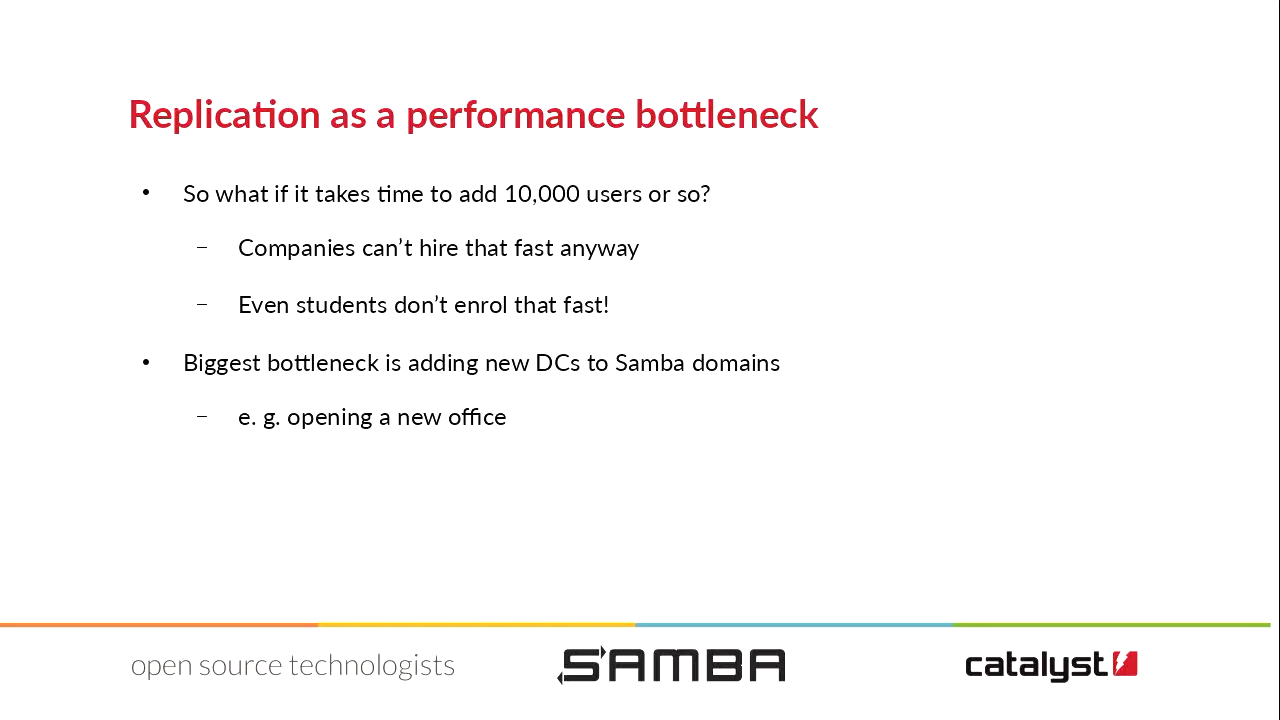 Replication as a performance bottleneck
• So what if it takes time to add 10,000 users or so?
– Companies can’t hire that fast anyway
– Even students don’t enrol that fast!
• Biggest bottleneck is adding new DCs to Samba domains
– e. g. opening a new office
open source technologists
SAMBA
catalyst